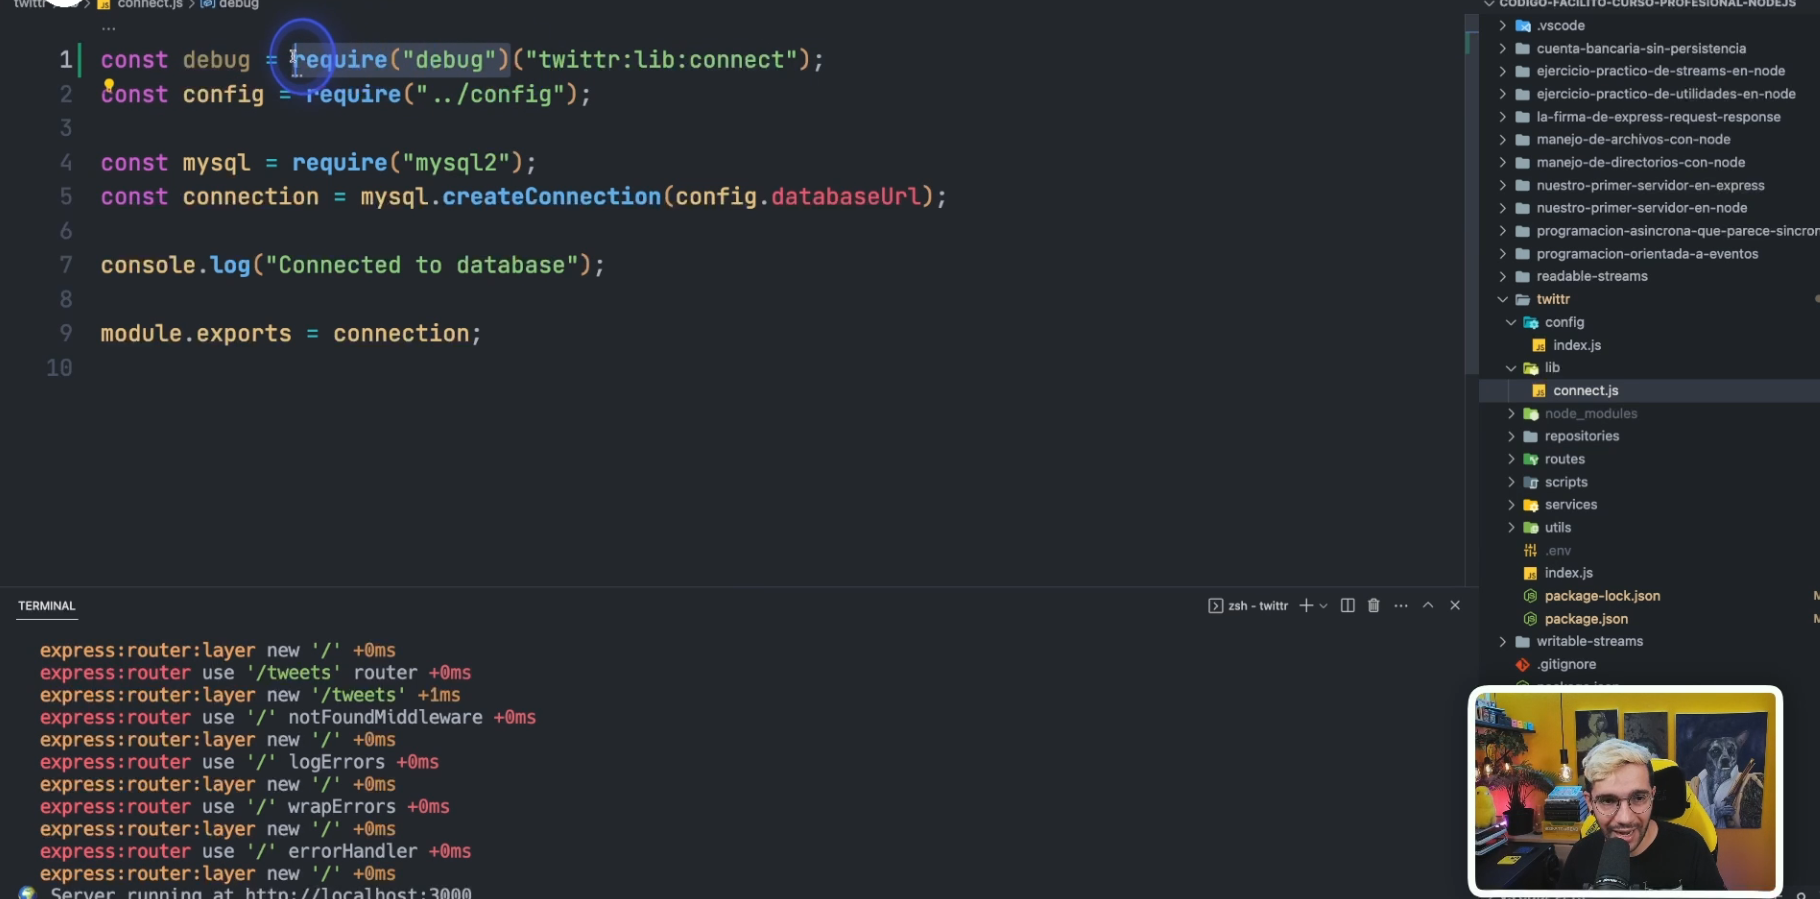 twittr > > connect.js > debug
...
1 const debug = require("debug")("twittr:lib:connect");
2 const config = require("../config");
3
4 const mysql = require("mysql2");
5 const connection = mysql.createConnection(config.databaseUrl);
6
7 console.log("Connected to database");
8
9 module.exports = connection;
10
CODIGO-FACILITO-CURSO-PROFESIONAL-NODEJS
.vscode
cuenta-bancaria-sin-persistencia
ejercicio-practico-de-streams-en-node
ejercicio-practico-de-utilidades-en-node
la-firma-de-express-request-response
manejo-de-archivos-con-node
manejo-de-directorios-con-node
nuestro-primer-servidor-en-express
nuestro-primer-servidor-en-node
programacion-asincrona-que-parece-sincron
programacion-orientada-a-eventos
readable-streams
twittr
config
index.js
lib
connect.js
node_modules
repositories
routes
scripts
services
utils
.env
index.js
package-lock.json M
package.json M
writable-streams
.gitignore
package.json
TERMINAL
zsh - twittr
express:router:layer new '/' +0ms
express:router use '/tweets' router +0ms
express:router:layer new '/tweets' +1ms
express:router use '/' notFoundMiddleware +0ms
express:router:layer new '/' +0ms
express:router use '/' logErrors +0ms
express:router:layer new '/' +0ms
express:router use '/' wrapErrors +0ms
express:router:layer new '/' +0ms
express:router use '/' errorHandler +0ms
express:router:layer new '/' +0ms
Server running at http://localhost:3000